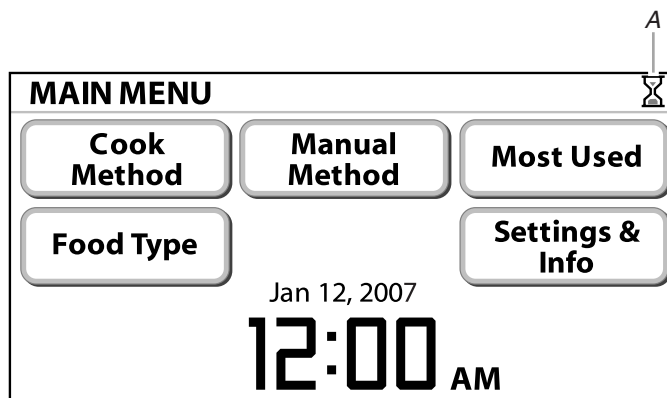 A
MAIN MENU
Cook
Method
Manual
Method
Most Used
Food Type
Settings &
Info
Jan 12, 2007
12:00 AM